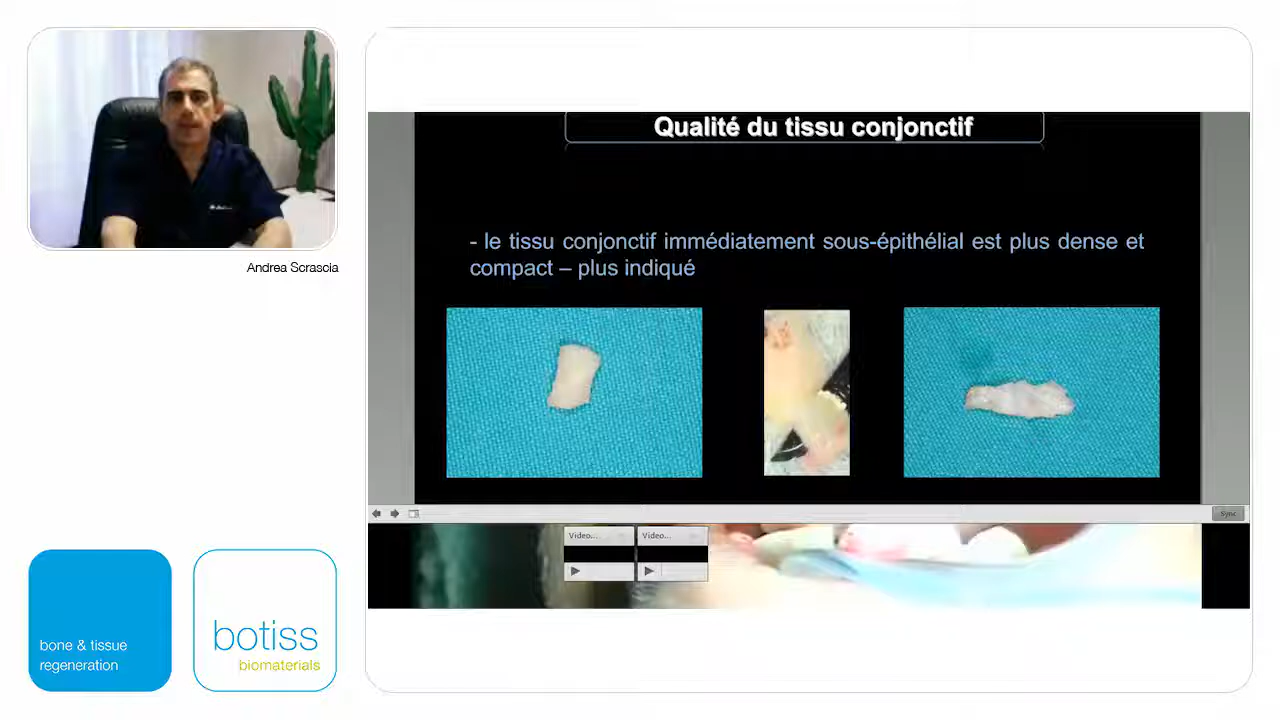 Andrea Scrascia
Qualité du tissu conjonctif
- le tissu conjonctif immédiatement sous-épithélial est plus dense et
compact – plus indiqué
Sync
Video...
Video...
bone & tissue
regeneration
botiss
biomaterials